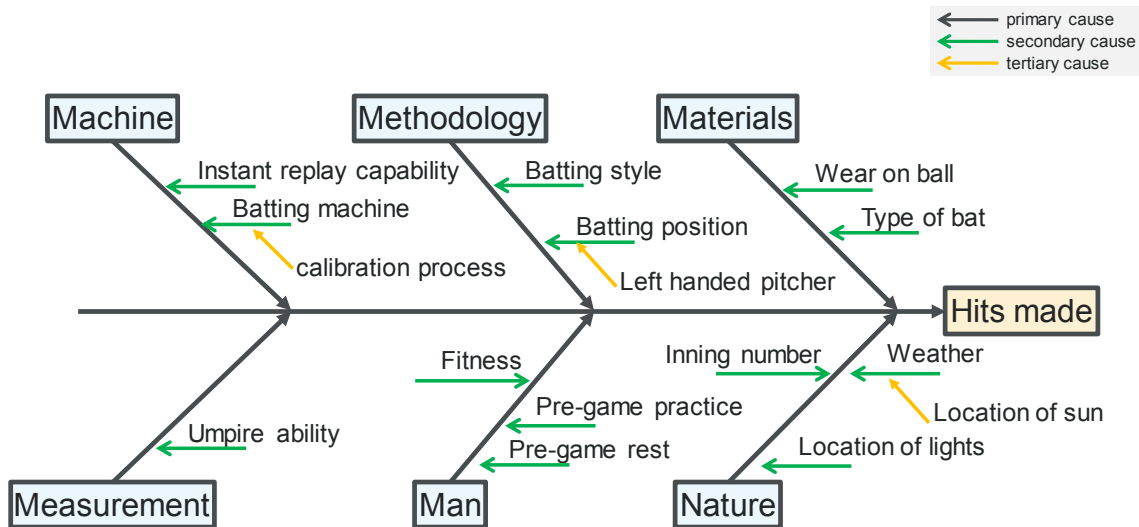 primary cause
secondary cause
tertiary cause
Machine
Methodology
Materials
Instant replay capability
Batting style
Wear on ball
Batting machine
Batting position
Type of bat
calibration process
Left handed pitcher
Hits made
Fitness
Inning number
Weather
Pre-game practice
Location of sun
Umpire ability
Pre-game rest
Location of lights
Measurement
Man
Nature